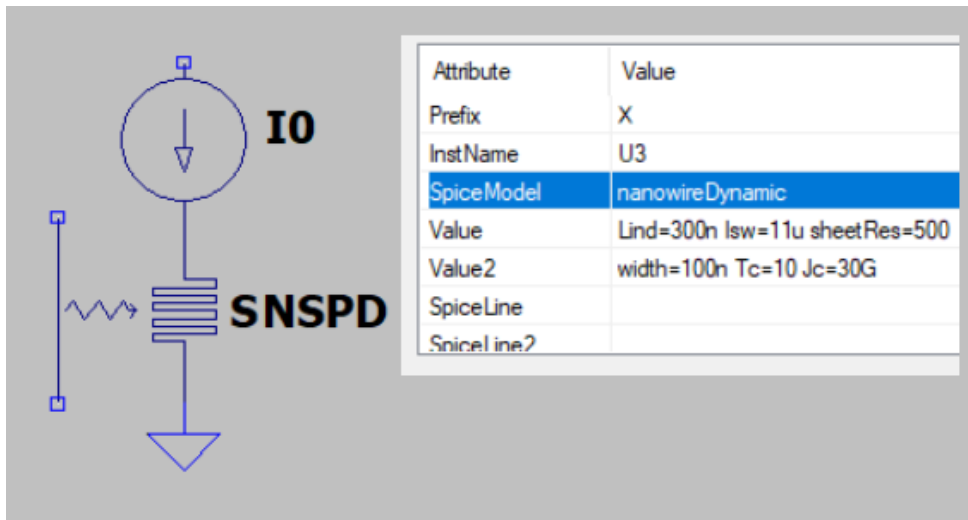 I0
SNSPD
Attribute Value
Prefix X
InstName U3
SpiceModel nanowireDynamic
Value Lind=300n Isw=11u sheetRes=500
Value2 width=100n Tc=10 Jc=30G
SpiceLine
SpiceLine2